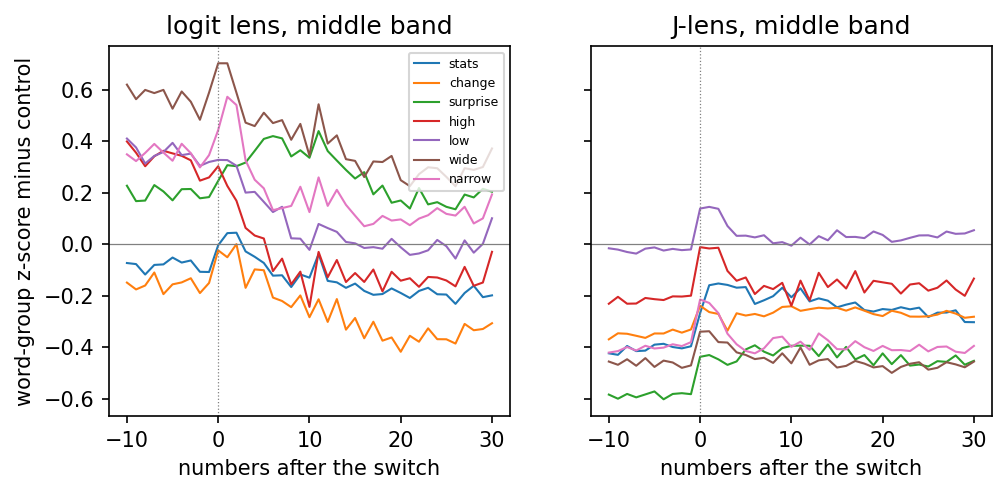 logit lens, middle band
J-lens, middle band
word-group z-score minus control
0.6
0.4
0.2
0.0
−0.2
−0.4
−0.6
stats
change
surprise
high
low
wide
narrow
−10 0 10 20 30
−10 0 10 20 30
numbers after the switch
numbers after the switch